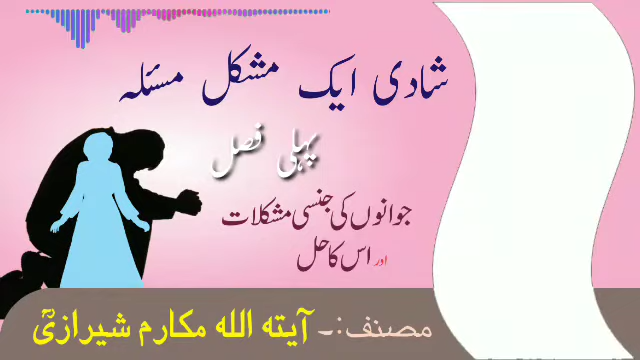 شادی ایک مشکل مسئلہ
پہلی فصل
جوانوں کی جنسی مشکلات
اور اس کا حل
مصنف:۔ آیتہ اللہ مکارم شیرازیؒ